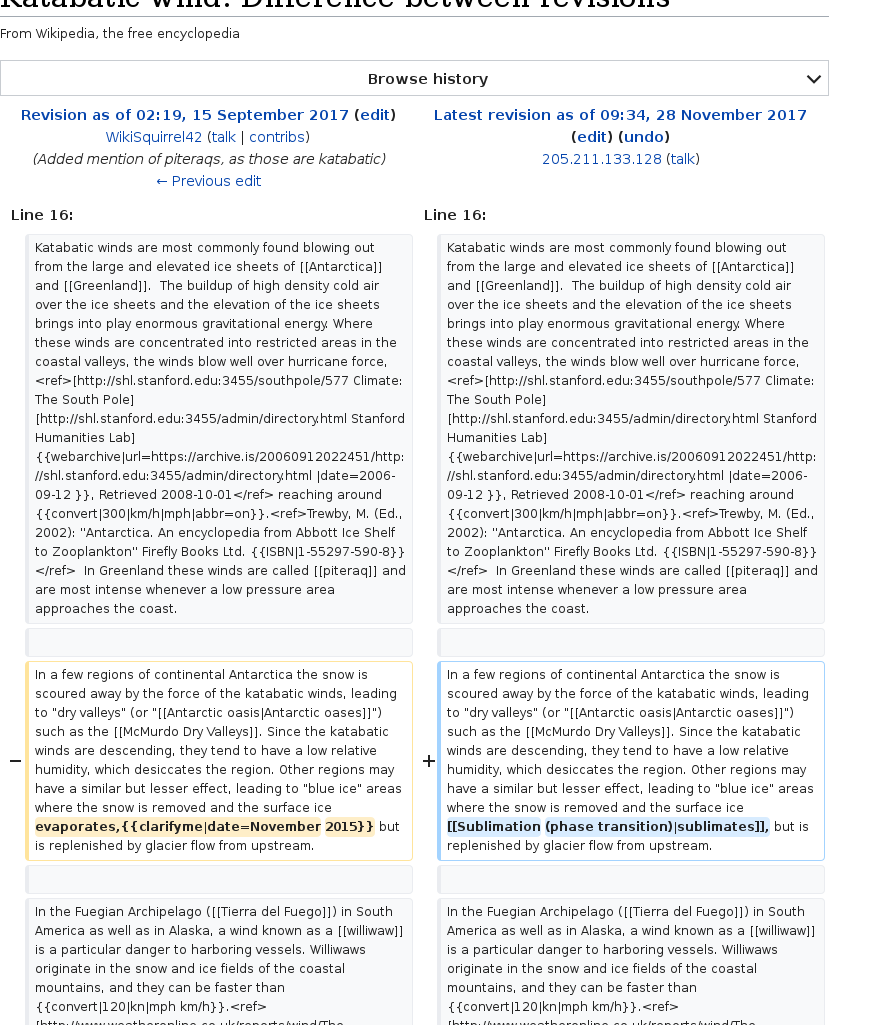 Katabatic wind: Difference between revisions
From Wikipedia, the free encyclopedia
Browse history
Revision as of 02:19, 15 September 2017 (edit)
WikiSquirrel42 (talk | contribs)
(Added mention of piteraqs, as those are katabatic)
← Previous edit
Latest revision as of 09:34, 28 November 2017
(edit) (undo)
205.211.133.128 (talk)
Line 16:
Katabatic winds are most commonly found blowing out
from the large and elevated ice sheets of [[Antarctica]]
and [[Greenland]].  The buildup of high density cold air
over the ice sheets and the elevation of the ice sheets
brings into play enormous gravitational energy. Where
these winds are concentrated into restricted areas in the
coastal valleys, the winds blow well over hurricane force,
<ref>[http://shl.stanford.edu:3455/southpole/577 Climate:
The South Pole]
[http://shl.stanford.edu:3455/admin/directory.html Stanford
Humanities Lab]
{{webarchive|url=https://archive.is/20060912022451/http:
//shl.stanford.edu:3455/admin/directory.html |date=2006-
09-12 }}, Retrieved 2008-10-01</ref> reaching around
{{convert|300|km/h|mph|abbr=on}}.<ref>Trewby, M. (Ed.,
2002): "Antarctica. An encyclopedia from Abbott Ice Shelf
to Zooplankton" Firefly Books Ltd. {{ISBN|1-55297-590-8}}
</ref>  In Greenland these winds are called [[piteraq]] and
are most intense whenever a low pressure area
approaches the coast.
Line 16:
Katabatic winds are most commonly found blowing out
from the large and elevated ice sheets of [[Antarctica]]
and [[Greenland]].  The buildup of high density cold air
over the ice sheets and the elevation of the ice sheets
brings into play enormous gravitational energy. Where
these winds are concentrated into restricted areas in the
coastal valleys, the winds blow well over hurricane force,
<ref>[http://shl.stanford.edu:3455/southpole/577 Climate:
The South Pole]
[http://shl.stanford.edu:3455/admin/directory.html Stanford
Humanities Lab]
{{webarchive|url=https://archive.is/20060912022451/http:
//shl.stanford.edu:3455/admin/directory.html |date=2006-
09-12 }}, Retrieved 2008-10-01</ref> reaching around
{{convert|300|km/h|mph|abbr=on}}.<ref>Trewby, M. (Ed.,
2002): "Antarctica. An encyclopedia from Abbott Ice Shelf
to Zooplankton" Firefly Books Ltd. {{ISBN|1-55297-590-8}}
</ref>  In Greenland these winds are called [[piteraq]] and
are most intense whenever a low pressure area
approaches the coast.
−
In a few regions of continental Antarctica the snow is
scoured away by the force of the katabatic winds, leading
to "dry valleys" (or "[[Antarctic oasis|Antarctic oases]]")
such as the [[McMurdo Dry Valleys]]. Since the katabatic
winds are descending, they tend to have a low relative
humidity, which desiccates the region. Other regions may
have a similar but lesser effect, leading to "blue ice" areas
where the snow is removed and the surface ice
evaporates,{{clarifyme|date=November 2015}} but
is replenished by glacier flow from upstream.
+
In a few regions of continental Antarctica the snow is
scoured away by the force of the katabatic winds, leading
to "dry valleys" (or "[[Antarctic oasis|Antarctic oases]]")
such as the [[McMurdo Dry Valleys]]. Since the katabatic
winds are descending, they tend to have a low relative
humidity, which desiccates the region. Other regions may
have a similar but lesser effect, leading to "blue ice" areas
where the snow is removed and the surface ice
[[Sublimation (phase transition)|sublimates]], but is
replenished by glacier flow from upstream.
In the Fuegian Archipelago ([[Tierra del Fuego]]) in South
America as well as in Alaska, a wind known as a [[williwaw]]
is a particular danger to harboring vessels. Williwaws
originate in the snow and ice fields of the coastal
mountains, and they can be faster than
{{convert|120|kn|mph km/h}}.<ref>
[http://www.weatheronline.co.uk/reports/wind/The
In the Fuegian Archipelago ([[Tierra del Fuego]]) in South
America as well as in Alaska, a wind known as a [[williwaw]]
is a particular danger to harboring vessels. Williwaws
originate in the snow and ice fields of the coastal
mountains, and they can be faster than
{{convert|120|kn|mph km/h}}.<ref>
[http://www.weatheronline.co.uk/reports/wind/The